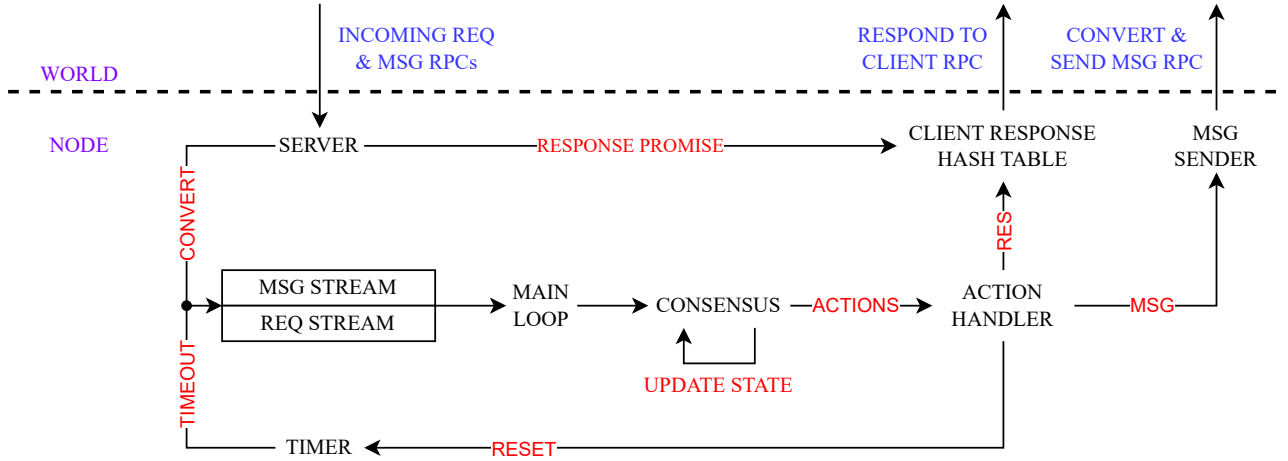 INCOMING REQ
& MSG RPCs
RESPOND TO
CLIENT RPC
CONVERT &
SEND MSG RPC
WORLD
NODE
SERVER
RESPONSE PROMISE
CLIENT RESPONSE
HASH TABLE
MSG
SENDER
CONVERT
RES
MSG STREAM
REQ STREAM
MAIN
LOOP
CONSENSUS
ACTIONS
ACTION
HANDLER
MSG
UPDATE STATE
TIMEOUT
TIMER
RESET